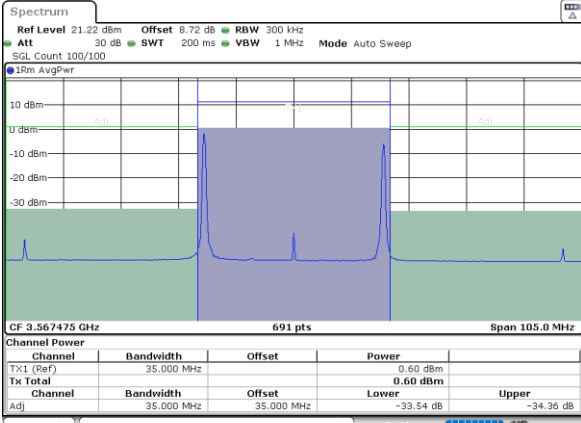 Spectrum
Ref Level 21.22 dBm Offset 8.72 dB RBW 300 kHz
Att 30 dB SWT 200 ms VBW 1 MHz Mode Auto Sweep
SGL Count 100/100
1Rm AvgPwr
10 dBm
Adj Adj
0 dBm
-10 dBm
-20 dBm
-30 dBm
CF 3.567475 GHz 691 pts Span 105.0 MHz
Channel Power
Channel Bandwidth Offset Power
TX1 (Ref) 35.000 MHz 0.60 dBm
Tx Total 0.60 dBm
Channel Bandwidth Offset Lower Upper
Adj 35.000 MHz 35.000 MHz -33.54 dB -34.36 dB